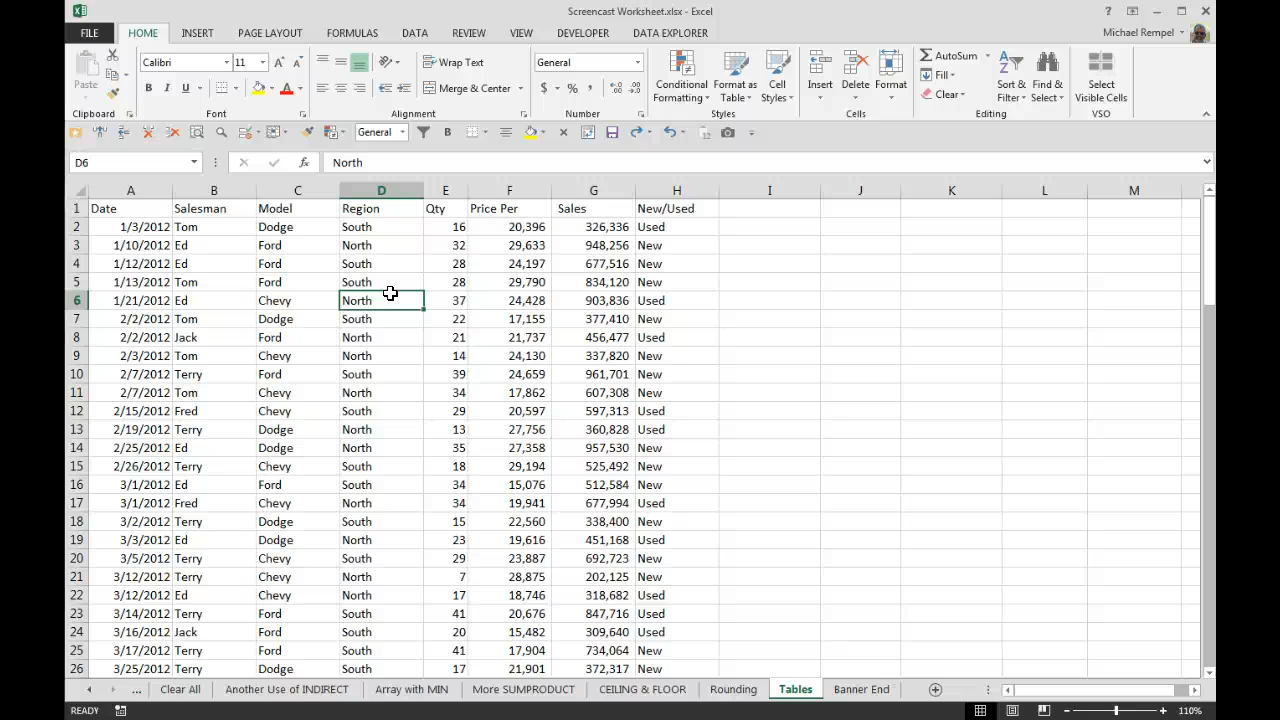 Screencast Worksheet.xlsx - Excel
FILE HOME INSERT PAGE LAYOUT FORMULAS DATA REVIEW VIEW DEVELOPER DATA EXPLORER Michael Rempel
Paste
Calibri 11
B I U
Wrap Text
Merge & Center
General
$ % ,
Conditional Formatting
Format as Table
Cell Styles
Insert Delete Format
AutoSum
Fill
Clear
Sort & Filter
Find & Select
Select Visible Cells
Clipboard Font Alignment Number Styles Cells Editing VSO
General B
D6 fx North
A B C D E F G H I J K L M
1 Date Salesman Model Region Qty Price Per Sales New/Used
2 1/3/2012 Tom Dodge South 16 20,396 326,336 Used
3 1/10/2012 Ed Ford North 32 29,633 948,256 New
4 1/12/2012 Ed Ford South 28 24,197 677,516 New
5 1/13/2012 Tom Ford South 28 29,790 834,120 New
6 1/21/2012 Ed Chevy North 37 24,428 903,836 Used
7 2/2/2012 Tom Dodge South 22 17,155 377,410 New
8 2/2/2012 Jack Ford North 21 21,737 456,477 Used
9 2/3/2012 Tom Chevy North 14 24,130 337,820 New
10 2/7/2012 Terry Ford South 39 24,659 961,701 New
11 2/7/2012 Tom Chevy North 34 17,862 607,308 New
12 2/15/2012 Fred Chevy South 29 20,597 597,313 Used
13 2/19/2012 Terry Dodge North 13 27,756 360,828 Used
14 2/25/2012 Ed Dodge North 35 27,358 957,530 New
15 2/26/2012 Terry Chevy South 18 29,194 525,492 New
16 3/1/2012 Ed Ford South 34 15,076 512,584 New
17 3/1/2012 Fred Chevy North 34 19,941 677,994 Used
18 3/2/2012 Terry Dodge South 15 22,560 338,400 New
19 3/3/2012 Ed Dodge North 23 19,616 451,168 Used
20 3/5/2012 Terry Chevy South 29 23,887 692,723 New
21 3/12/2012 Terry Chevy North 7 28,875 202,125 New
22 3/12/2012 Ed Chevy North 17 18,746 318,682 Used
23 3/14/2012 Terry Ford South 41 20,676 847,716 Used
24 3/16/2012 Jack Ford South 20 15,482 309,640 Used
25 3/17/2012 Terry Ford South 41 17,904 734,064 New
26 3/25/2012 Terry Dodge South 17 21,901 372,317 New
... Clear All Another Use of INDIRECT Array with MIN More SUMPRODUCT CEILING & FLOOR Rounding Tables Banner End
READY 110%